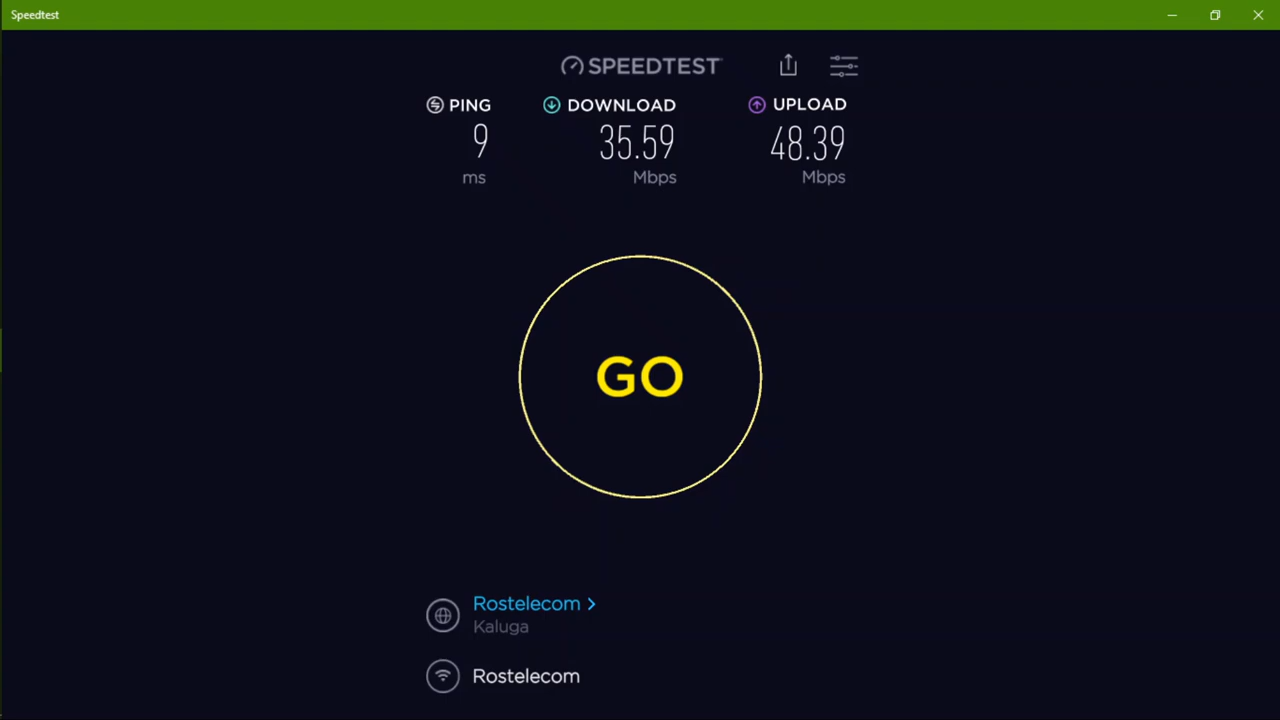 Speedtest
SPEEDTEST
PING
9
ms
DOWNLOAD
35.59
Mbps
UPLOAD
48.39
Mbps
GO
Rostelecom
Kaluga
Rostelecom